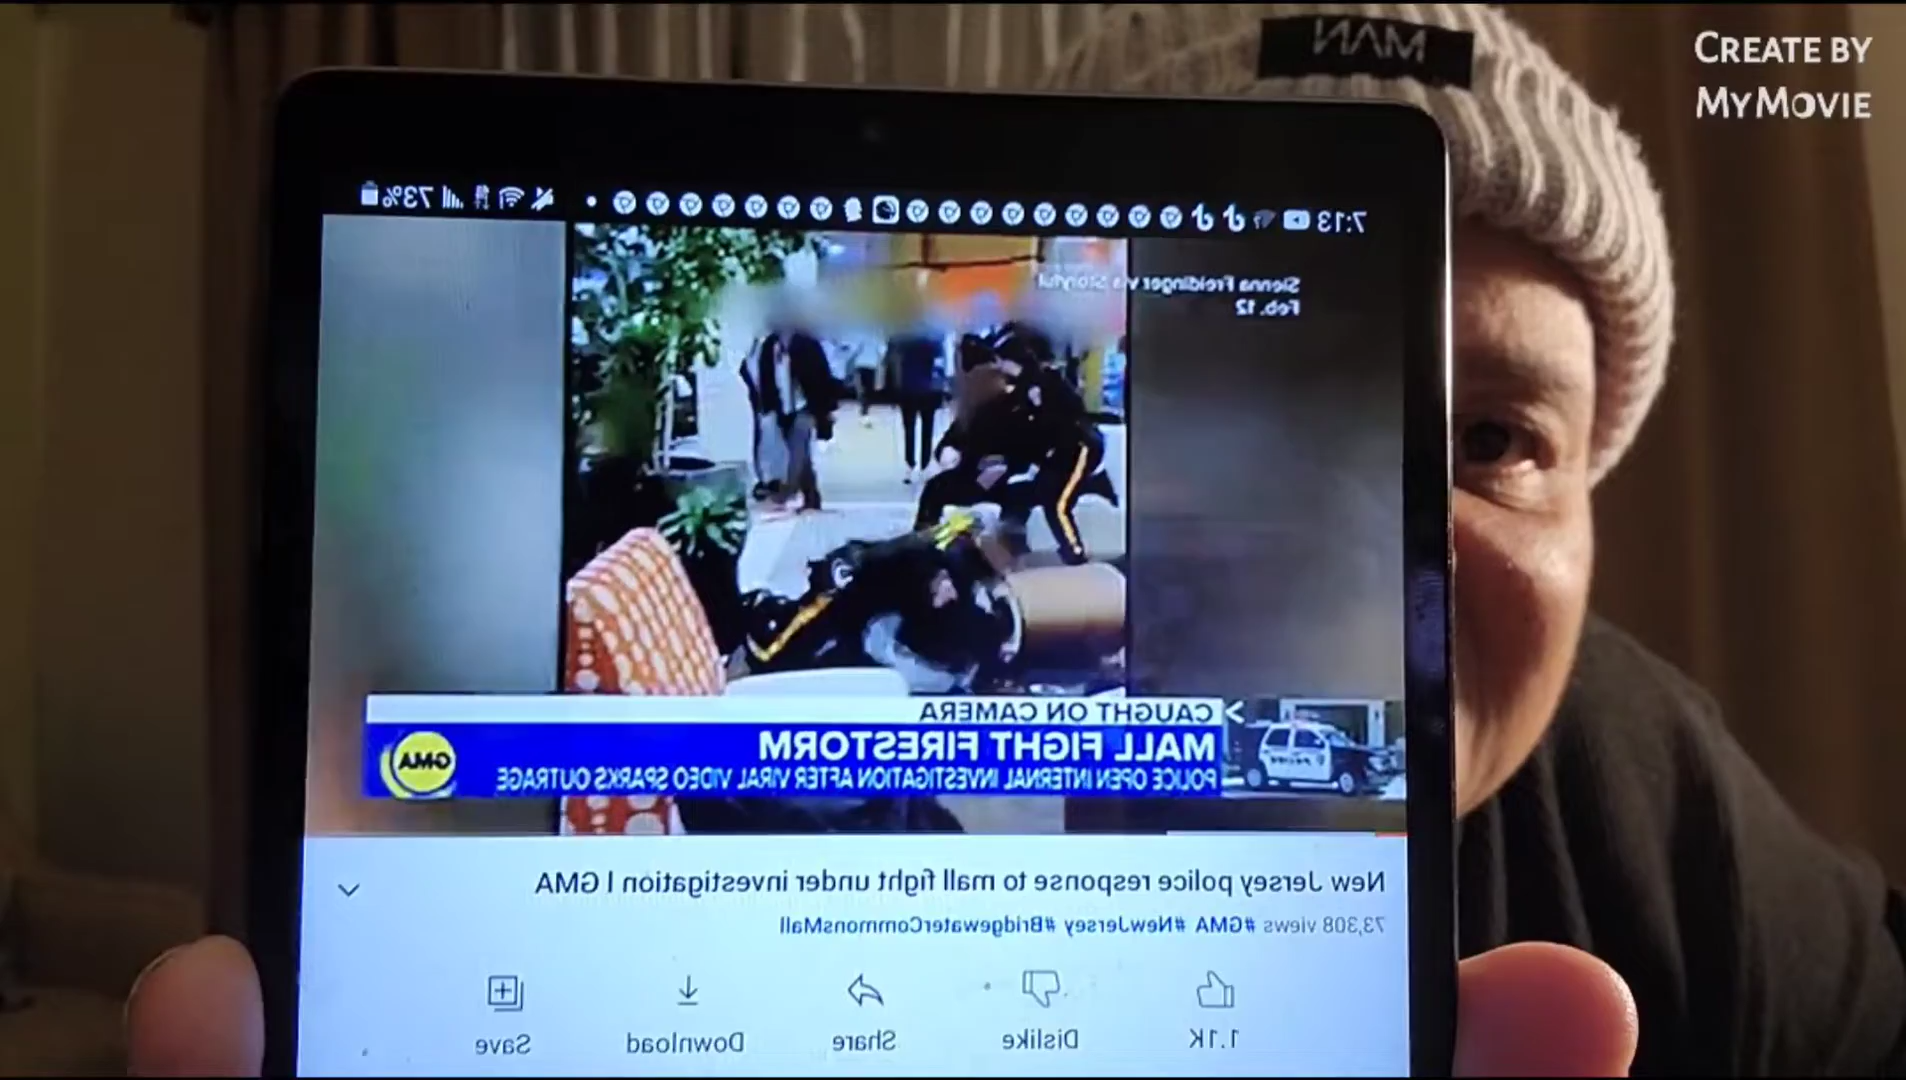 CREATE BY
MYMOVIE
MAN
7:13
73%
Sienna Freidinger via Storyful
Feb. 12
CAUGHT ON CAMERA
MALL FIGHT FIRESTORM
POLICE OPEN INTERNAL INVESTIGATION AFTER VIRAL VIDEO SPARKS OUTRAGE
GMA
New Jersey police response to mall fight under investigation | GMA
73,308 views #GMA #NewJersey #BridgewaterCommonsMall
1.1K
Dislike
Share
Download
Save